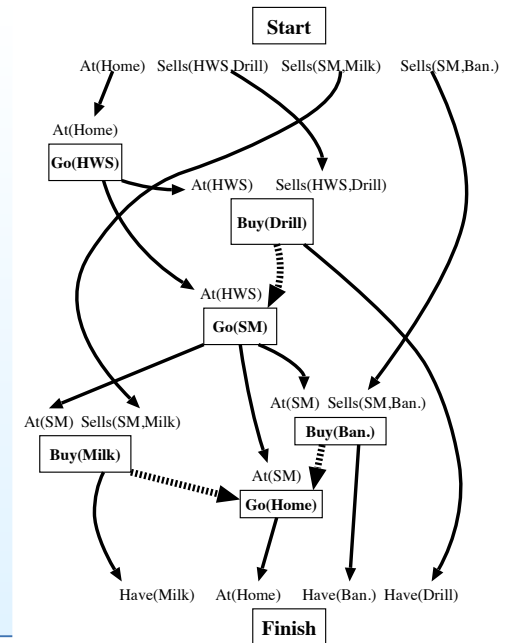 Start
At(Home) Sells(HWS,Drill) Sells(SM,Milk) Sells(SM,Ban.)
At(Home)
Go(HWS)
At(HWS) Sells(HWS,Drill)
Buy(Drill)
At(HWS)
Go(SM)
At(SM) Sells(SM,Ban.)
At(SM) Sells(SM,Milk)
Buy(Ban.)
Buy(Milk)
At(SM)
Go(Home)
Have(Milk) At(Home) Have(Ban.) Have(Drill)
Finish